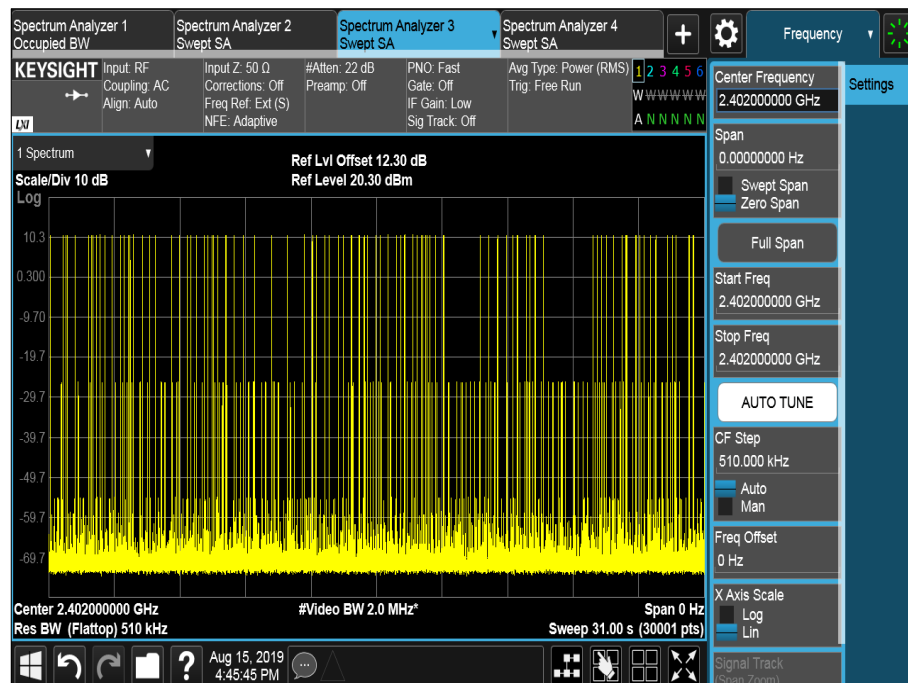 Spectrum Analyzer 1
Occupied BW
Spectrum Analyzer 2
Swept SA
Spectrum Analyzer 3
Swept SA
Spectrum Analyzer 4
Swept SA
+
Frequency
KEYSIGHT
LXI
Input: RF
Coupling: AC
Align: Auto
Input Z: 50 Ω
Corrections: Off
Freq Ref: Ext (S)
NFE: Adaptive
#Atten: 22 dB
Preamp: Off
PNO: Fast
Gate: Off
IF Gain: Low
Sig Track: Off
Avg Type: Power (RMS)
Trig: Free Run
1 2 3 4 5 6
W W W W W W
A N N N N N
1 Spectrum
Scale/Div 10 dB
Log
Ref Lvl Offset 12.30 dB
Ref Level 20.30 dBm
10.3
0.300
-9.70
-19.7
-29.7
-39.7
-49.7
-59.7
-69.7
Center 2.402000000 GHz
Res BW (Flattop) 510 kHz
#Video BW 2.0 MHz*
Span 0 Hz
Sweep 31.00 s (30001 pts)
Center Frequency
2.402000000 GHz
Settings
Span
0.00000000 Hz
Swept Span
Zero Span
Full Span
Start Freq
2.402000000 GHz
Stop Freq
2.402000000 GHz
AUTO TUNE
CF Step
510.000 kHz
Auto
Man
Freq Offset
0 Hz
X Axis Scale
Log
Lin
Signal Track
(Span Zoom)
?
Aug 15, 2019
4:45:45 PM